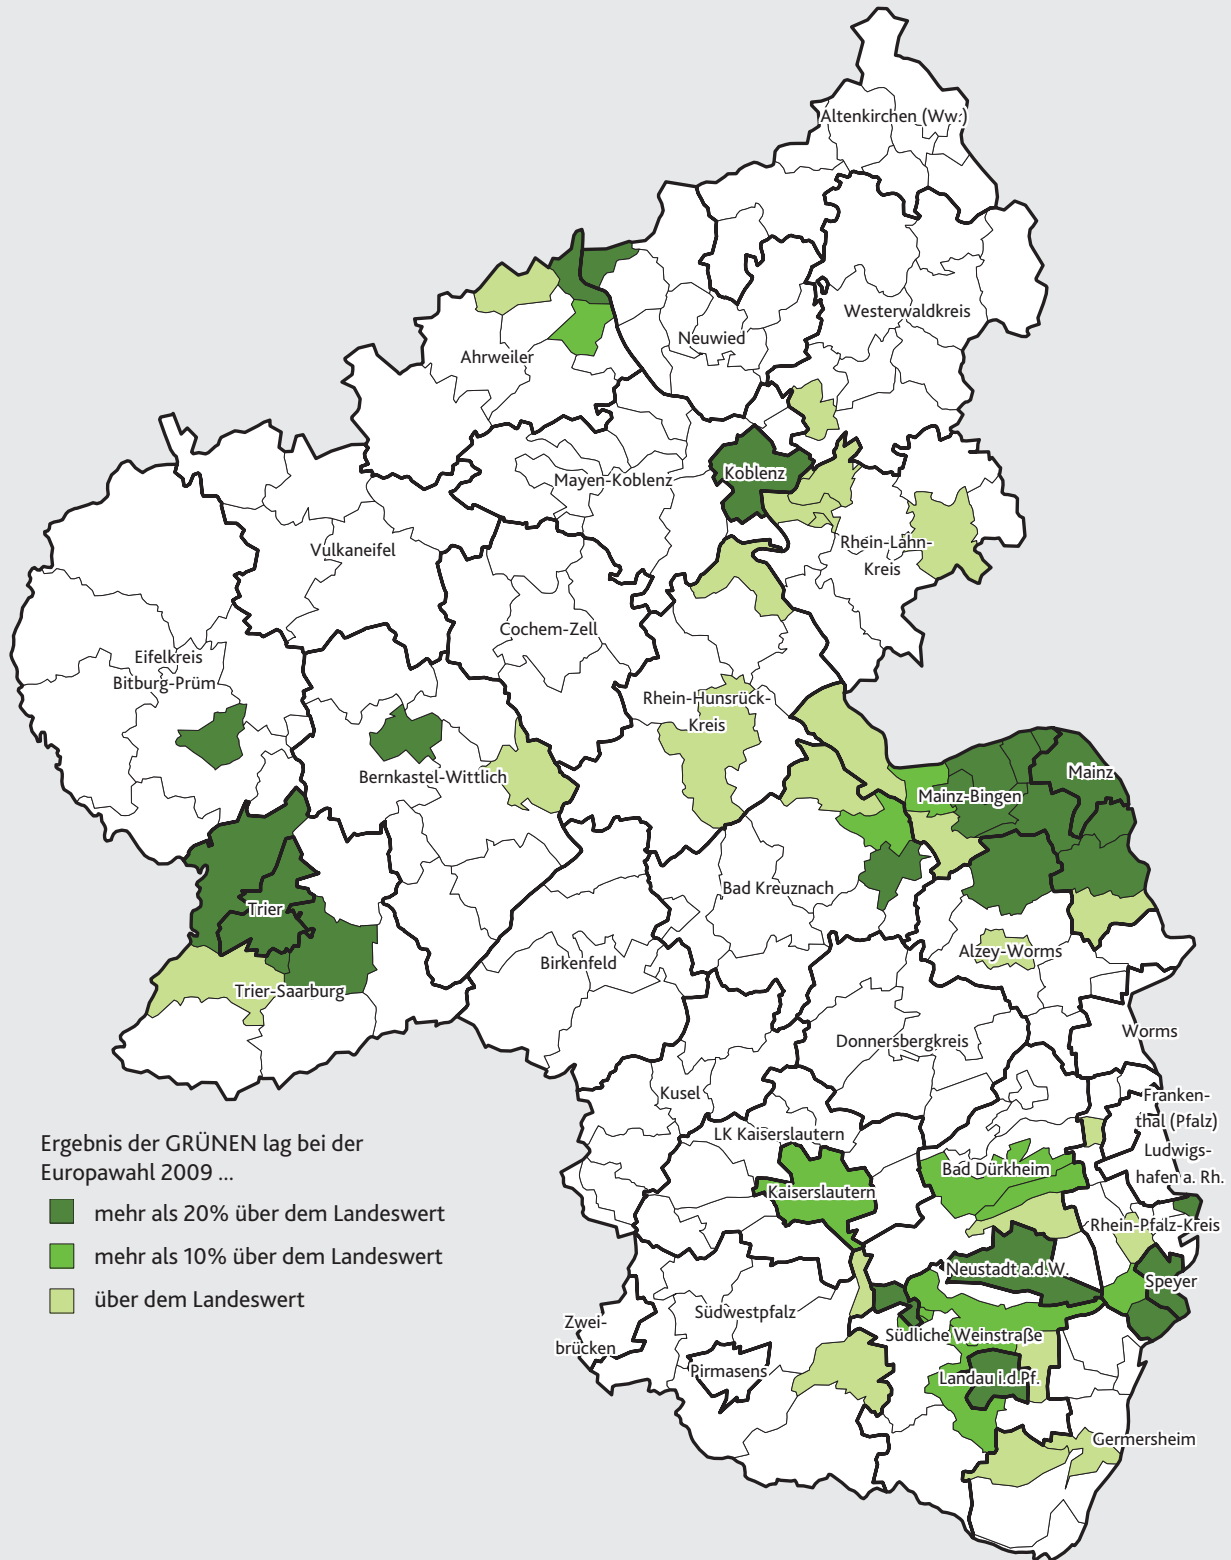 Altenkirchen (Ww.)
Westerwaldkreis
Neuwied
Ahrweiler
Koblenz
Mayen-Koblenz
Rhein-Lahn-
Kreis
Vulkaneifel
Cochem-Zell
Eifelkreis
Bitburg-Prüm
Rhein-Hunsrück-
Kreis
Bernkastel-Wittlich
Mainz
Mainz-Bingen
Bad Kreuznach
Trier
Birkenfeld
Alzey-Worms
Trier-Saarburg
Worms
Donnersbergkreis
Kusel
Franken-
thal (Pfalz)
LK Kaiserslautern
Ludwigs-
hafen a. Rh.
Bad Dürkheim
Kaiserslautern
Rhein-Pfalz-Kreis
Neustadt a.d.W.
Speyer
Südwestpfalz
Zwei-
brücken
Südliche Weinstraße
Pirmasens
Landau i.d.Pf.
Germersheim
Ergebnis der GRÜNEN lag bei der
Europawahl 2009 ...
mehr als 20% über dem Landeswert
mehr als 10% über dem Landeswert
über dem Landeswert